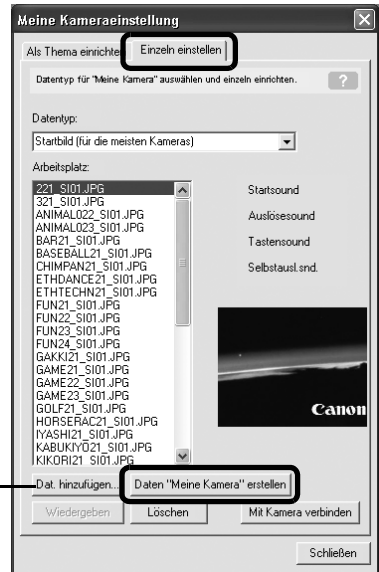 Meine Kameraeinstellung
Als Thema einrichten
Einzeln einstellen
Datentyp für "Meine Kamera" auswählen und einzeln einrichten.
?
Datentyp:
Startbild (für die meisten Kameras)
Arbeitsplatz:
221_SI01.JPG
321_SI01.JPG
ANIMAL022_SI01.JPG
ANIMAL023_SI01.JPG
BAR21_SI01.JPG
BASEBALL21_SI01.JPG
CHIMPAN21_SI01.JPG
ETHDANCE21_SI01.JPG
ETHTECHN21_SI01.JPG
FUN21_SI01.JPG
FUN22_SI01.JPG
FUN23_SI01.JPG
FUN24_SI01.JPG
GAKKI21_SI01.JPG
GAME21_SI01.JPG
GAME22_SI01.JPG
GAME23_SI01.JPG
GOLF21_SI01.JPG
HORSERAC21_SI01.JPG
IYASHI21_SI01.JPG
KABUKIYO21_SI01.JPG
KIKORI21_SI01.JPG
Startsound
Auslösesound
Tastensound
Selbstausl.snd.
Canon
Dat. hinzufügen...
Daten "Meine Kamera" erstellen
Wiedergeben
Löschen
Mit Kamera verbinden
Schließen